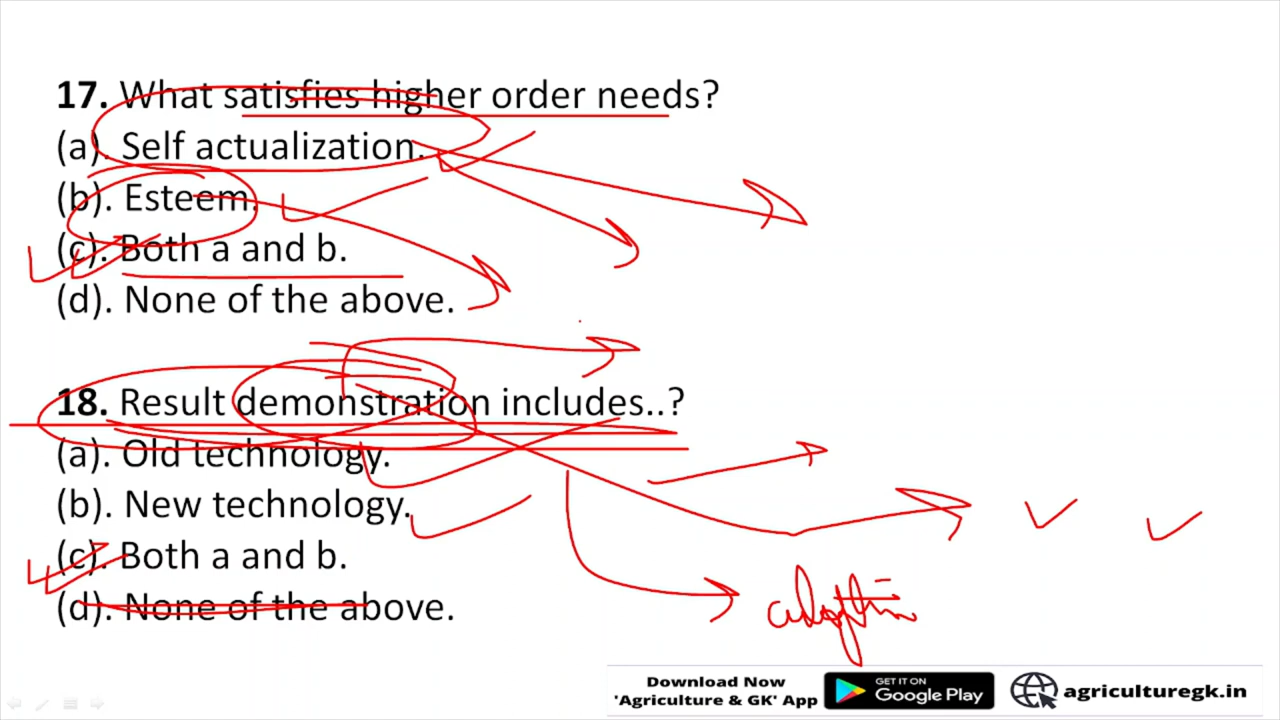 17. What satisfies higher order needs?
(a). Self actualization.
(b). Esteem.
(c). Both a and b.
(d). None of the above.
18. Result demonstration includes..?
(a). Old technology.
(b). New technology.
(c). Both a and b.
(d). None of the above.
Download Now
'Agriculture & GK' App
GET IT ON
Google Play
agriculturegk.in